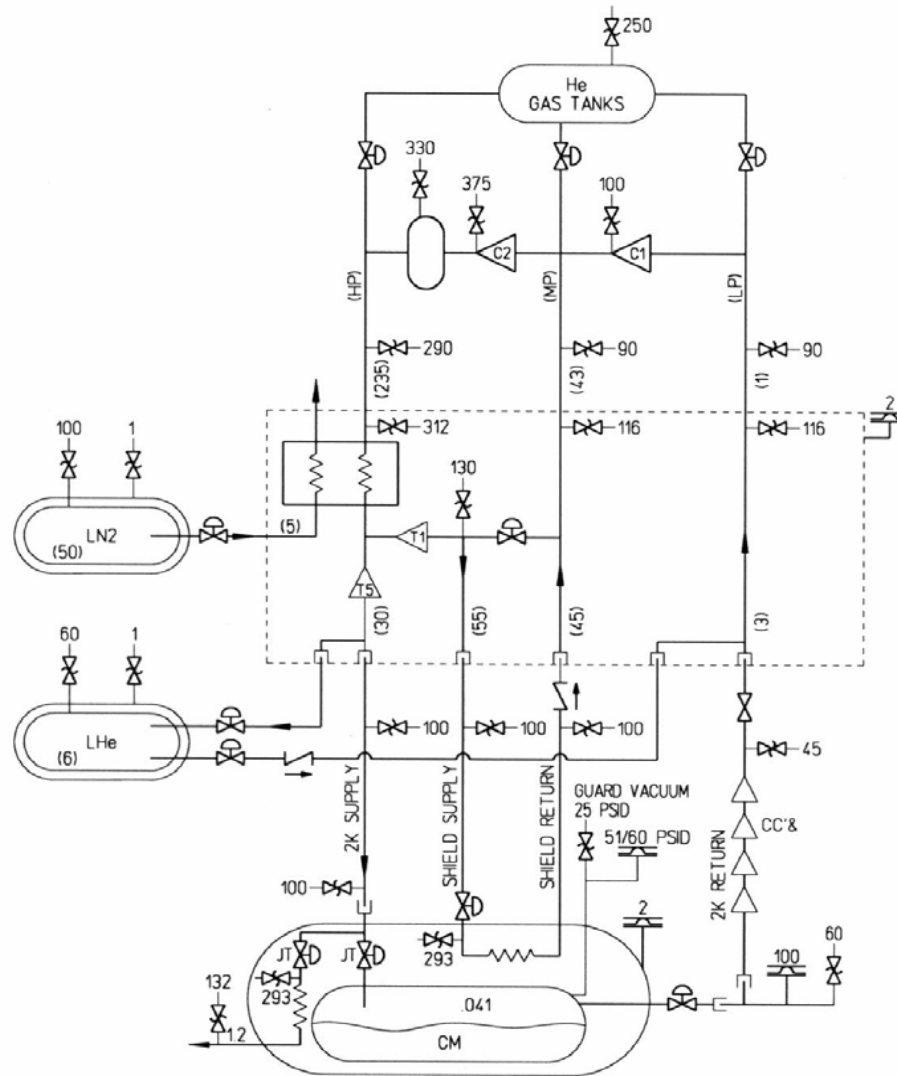 250
He
GAS TANKS
330
375
100
C2
C1
(HP)
(MP)
(LP)
290
90
90
(235)
(43)
(1)
2
312
116
116
100
1
130
LN2
(50)
(5)
T1
T5
(30)
(55)
(45)
(3)
60
1
LHe
(6)
100
100
100
45
2K SUPPLY
SHIELD SUPPLY
SHIELD RETURN
GUARD VACUUM
25 PSID
51/60 PSID
CC'&
2K RETURN
100
2
100
60
JT
JT
293
293
132
1.2
.041
CM